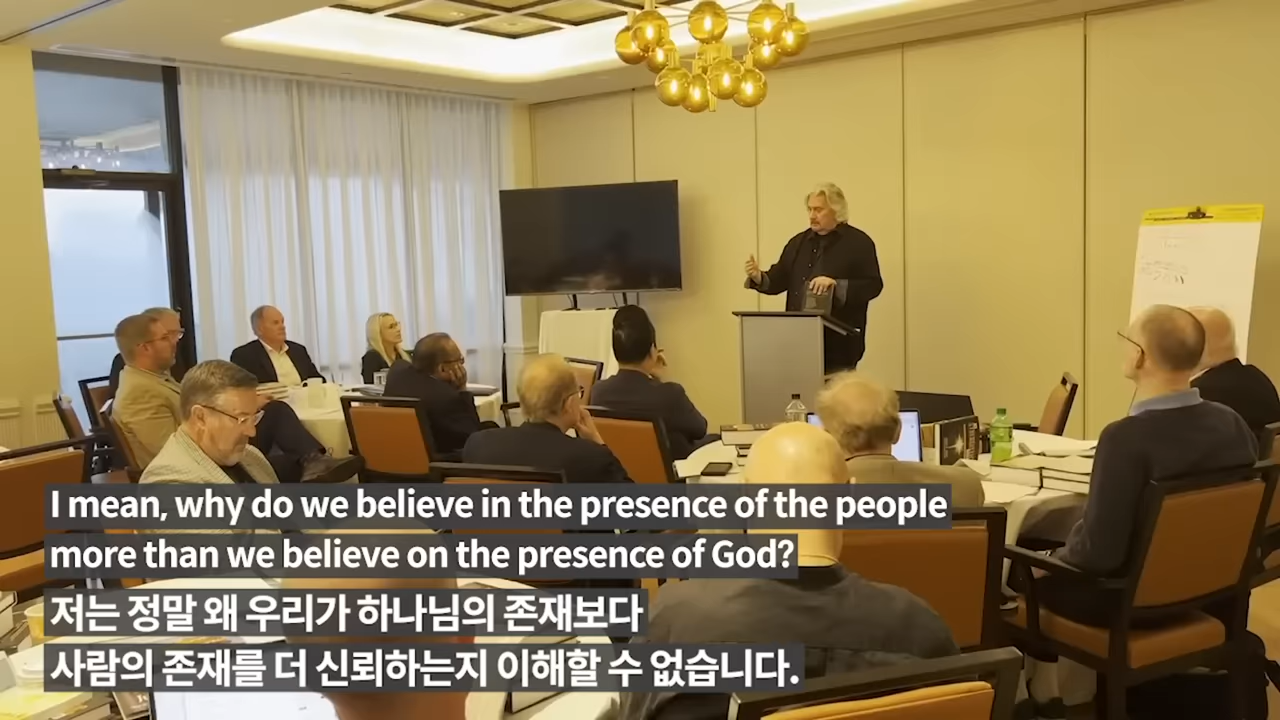 I mean, why do we believe in the presence of the people
more than we believe on the presence of God?
저는 정말 왜 우리가 하나님의 존재보다
사람의 존재를 더 신뢰하는지 이해할 수 없습니다.